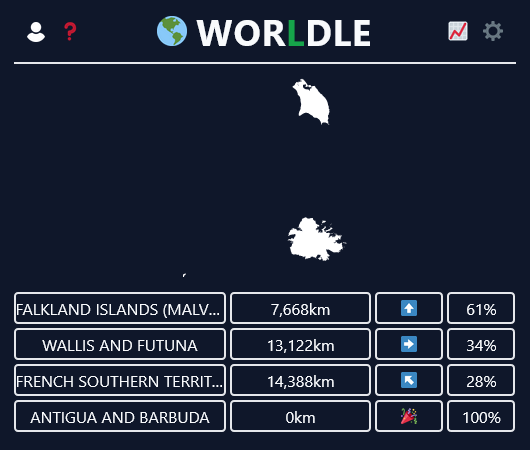 ? WORLDLE
FALKLAND ISLANDS (MALV... 7,668km 61%
WALLIS AND FUTUNA 13,122km 34%
FRENCH SOUTHERN TERRIT... 14,388km 28%
ANTIGUA AND BARBUDA 0km 100%